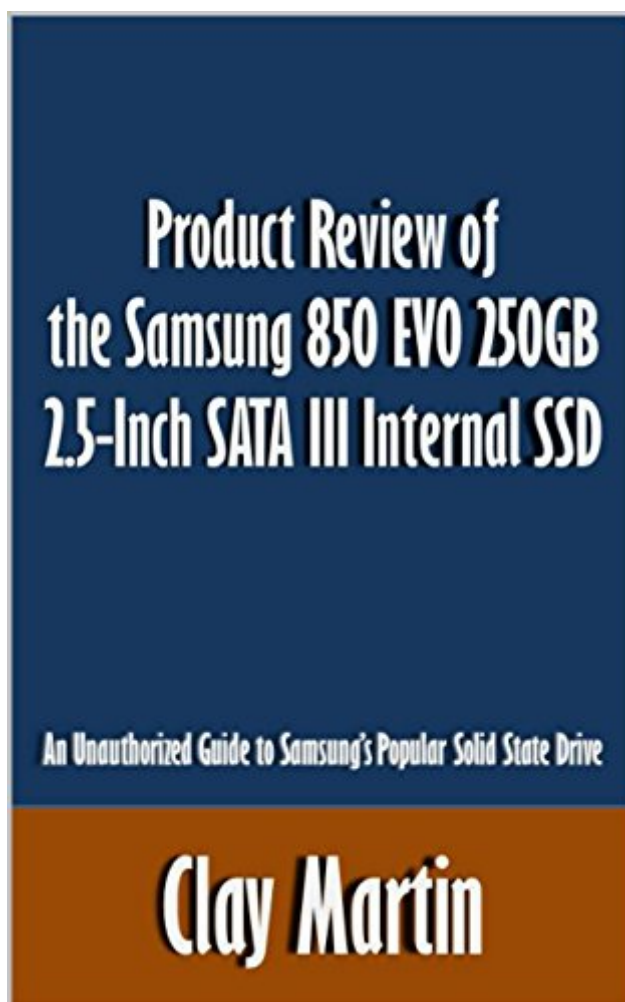 Product Review of
the Samsung 850 EVO 250GB
2.5-Inch SATA III Internal SSD
An Unauthorized Guide to Samsung's Popular Solid State Drive
Clay Martin